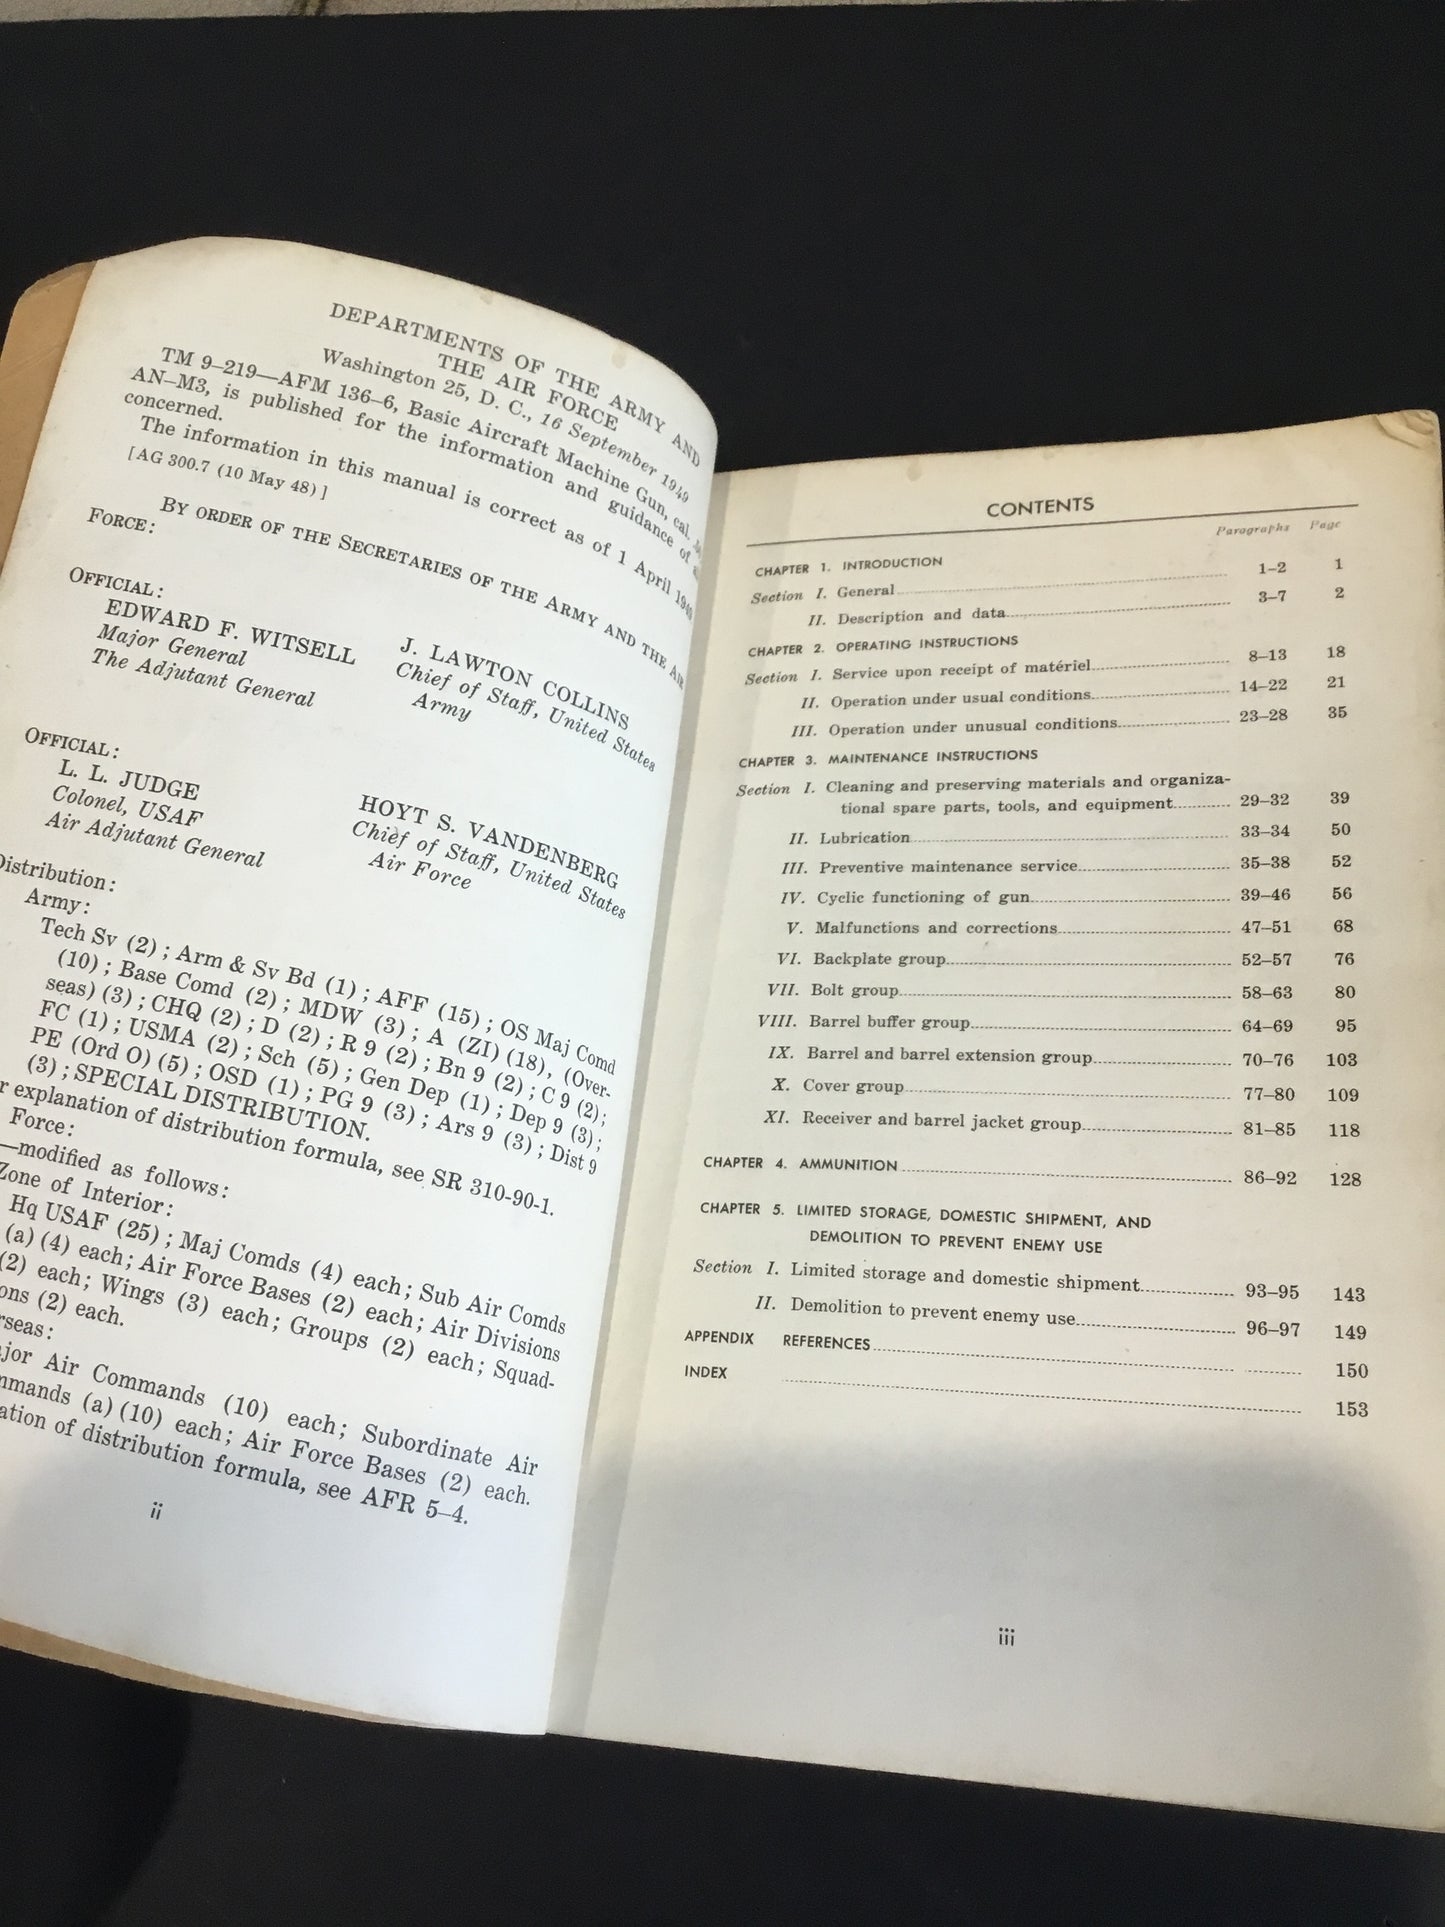 DEPARTMENTS OF THE ARMY AND
THE AIR FORCE
Washington 25, D. C., 16 September 1949
TM 9–219—AFM 136–6, Basic Aircraft Machine Gun, cal.
AN–M3, is published for the information and guidance of
concerned.
The information in this manual is correct as of 1 April
[AG 300.7 (10 May 48)]
BY ORDER OF THE SECRETARIES OF THE ARMY AND THE AIR
FORCE:
OFFICIAL:
EDWARD F. WITSELL
Major General
The Adjutant General
J. LAWTON COLLINS
Chief of Staff, United States
Army
OFFICIAL:
L. L. JUDGE
Colonel, USAF
Air Adjutant General
HOYT S. VANDENBERG
Chief of Staff, United States
Air Force
Distribution:
Army:
Tech Sv (2); Arm & Sv Bd (1); AFF (15); OS Maj Comd
(10); Base Comd (2); MDW (3); A (ZI) (18), (Over-
seas) (3); CHQ (2); D (2); R 9 (2); Bn 9 (2); C 9 (2);
FC (1); USMA (2); Sch (5); Gen Dep (1); Dep 9 (3);
PE (Ord O) (5); OSD (1); PG 9 (3); Ars 9 (3); Dist 9
(3); SPECIAL DISTRIBUTION.
explanation of distribution formula, see SR 310-90-1.
Force:
—modified as follows:
Zone of Interior:
Hq USAF (25); Maj Comds (4) each; Sub Air Comds
(a) (4) each; Air Force Bases (2) each; Air Divisions
(2) each; Wings (3) each; Groups (2) each; Squad-
ons (2) each.
rseas:
jor Air Commands (10) each; Subordinate Air
mmands (a) (10) each; Air Force Bases (2) each.
ation of distribution formula, see AFR 5–4.
ii
CONTENTS
Paragraphs Page
CHAPTER 1. INTRODUCTION
Section I. General 1–2 1
II. Description and data 3–7 2
CHAPTER 2. OPERATING INSTRUCTIONS
Section I. Service upon receipt of matériel 8–13 18
II. Operation under usual conditions 14–22 21
III. Operation under unusual conditions 23–28 35
CHAPTER 3. MAINTENANCE INSTRUCTIONS
Section I. Cleaning and preserving materials and organiza-
tional spare parts, tools, and equipment 29–32 39
II. Lubrication 33–34 50
III. Preventive maintenance service 35–38 52
IV. Cyclic functioning of gun 39–46 56
V. Malfunctions and corrections 47–51 68
VI. Backplate group 52–57 76
VII. Bolt group 58–63 80
VIII. Barrel buffer group 64–69 95
IX. Barrel and barrel extension group 70–76 103
X. Cover group 77–80 109
XI. Receiver and barrel jacket group 81–85 118
CHAPTER 4. AMMUNITION 86–92 128
CHAPTER 5. LIMITED STORAGE, DOMESTIC SHIPMENT, AND
DEMOLITION TO PREVENT ENEMY USE
Section I. Limited storage and domestic shipment 93–95 143
II. Demolition to prevent enemy use 96–97 149
APPENDIX REFERENCES 150
INDEX 153
iii